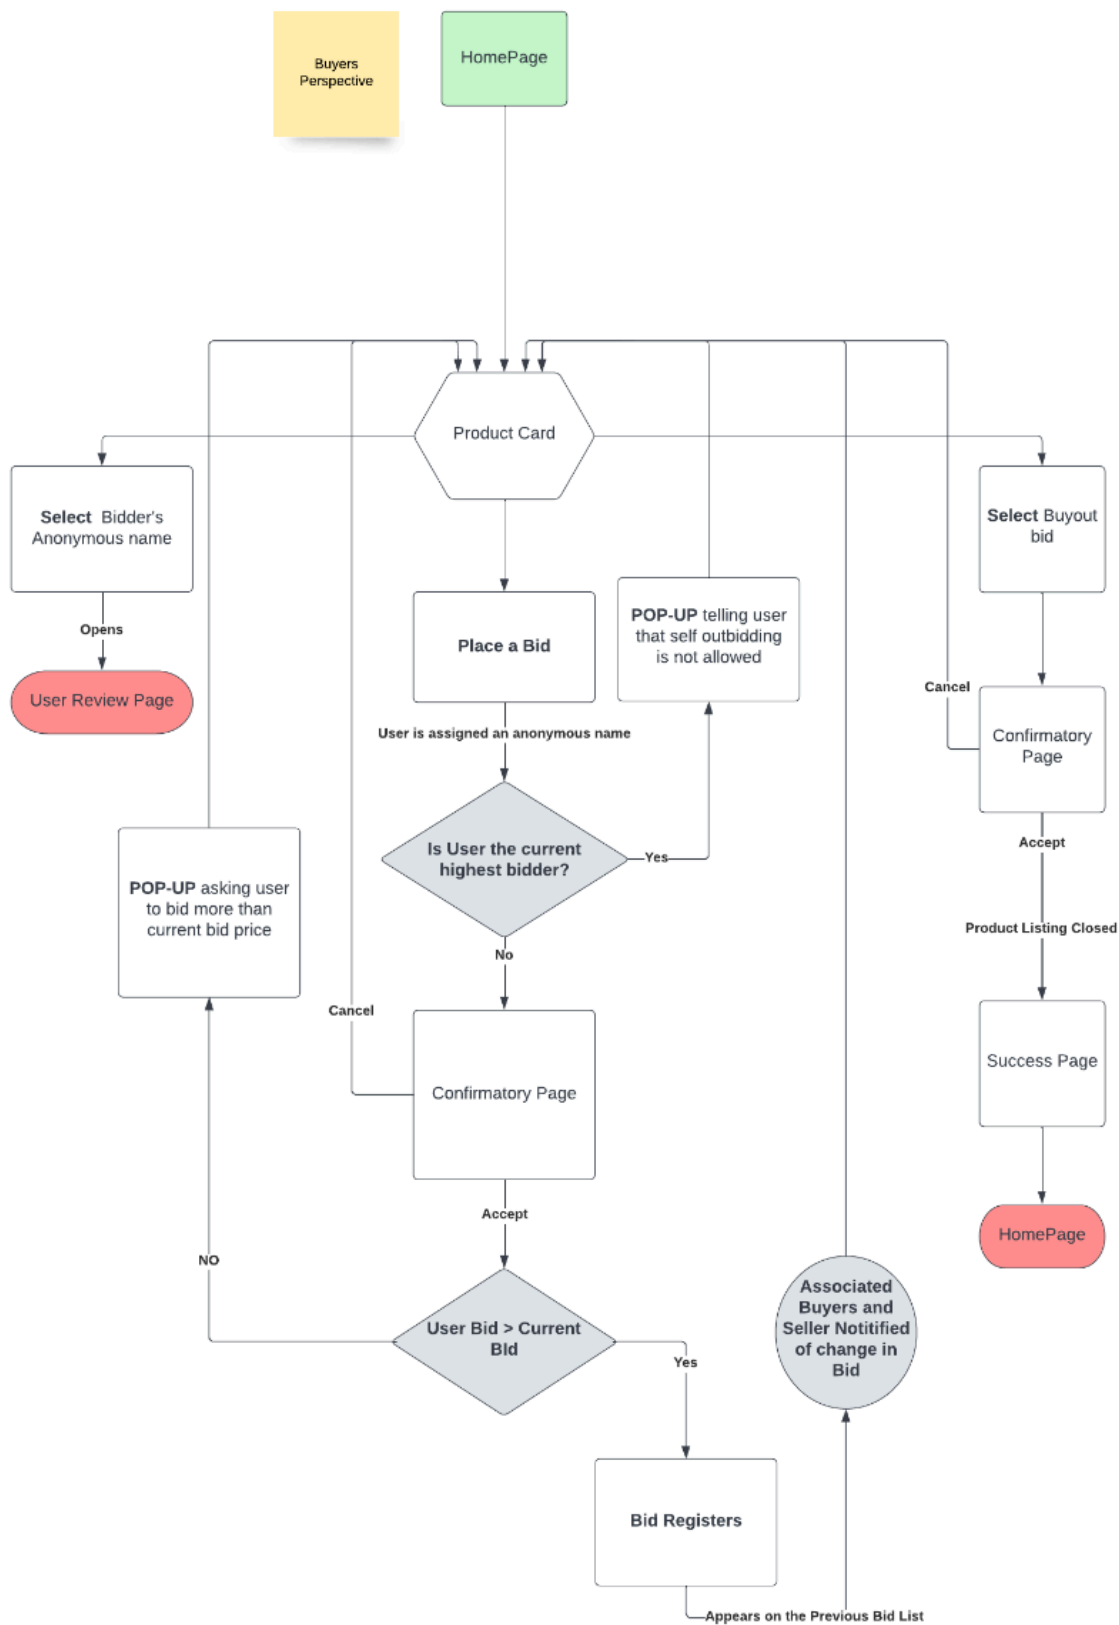 Buyers
Perspective
HomePage
Product Card
Select Bidder's
Anonymous name
Select Buyout
bid
Place a Bid
POP-UP telling user
that self outbidding
is not allowed
Opens
User Review Page
Cancel
User is assigned an anonymous name
Confirmatory
Page
Is User the current
highest bidder?
Yes
Accept
POP-UP asking user
to bid more than
current bid price
No
Product Listing Closed
Cancel
Confirmatory Page
Success Page
Accept
HomePage
NO
User Bid > Current
BId
Yes
Associated
Buyers and
Seller Notitified
of change in
Bid
Bid Registers
Appears on the Previous Bid List